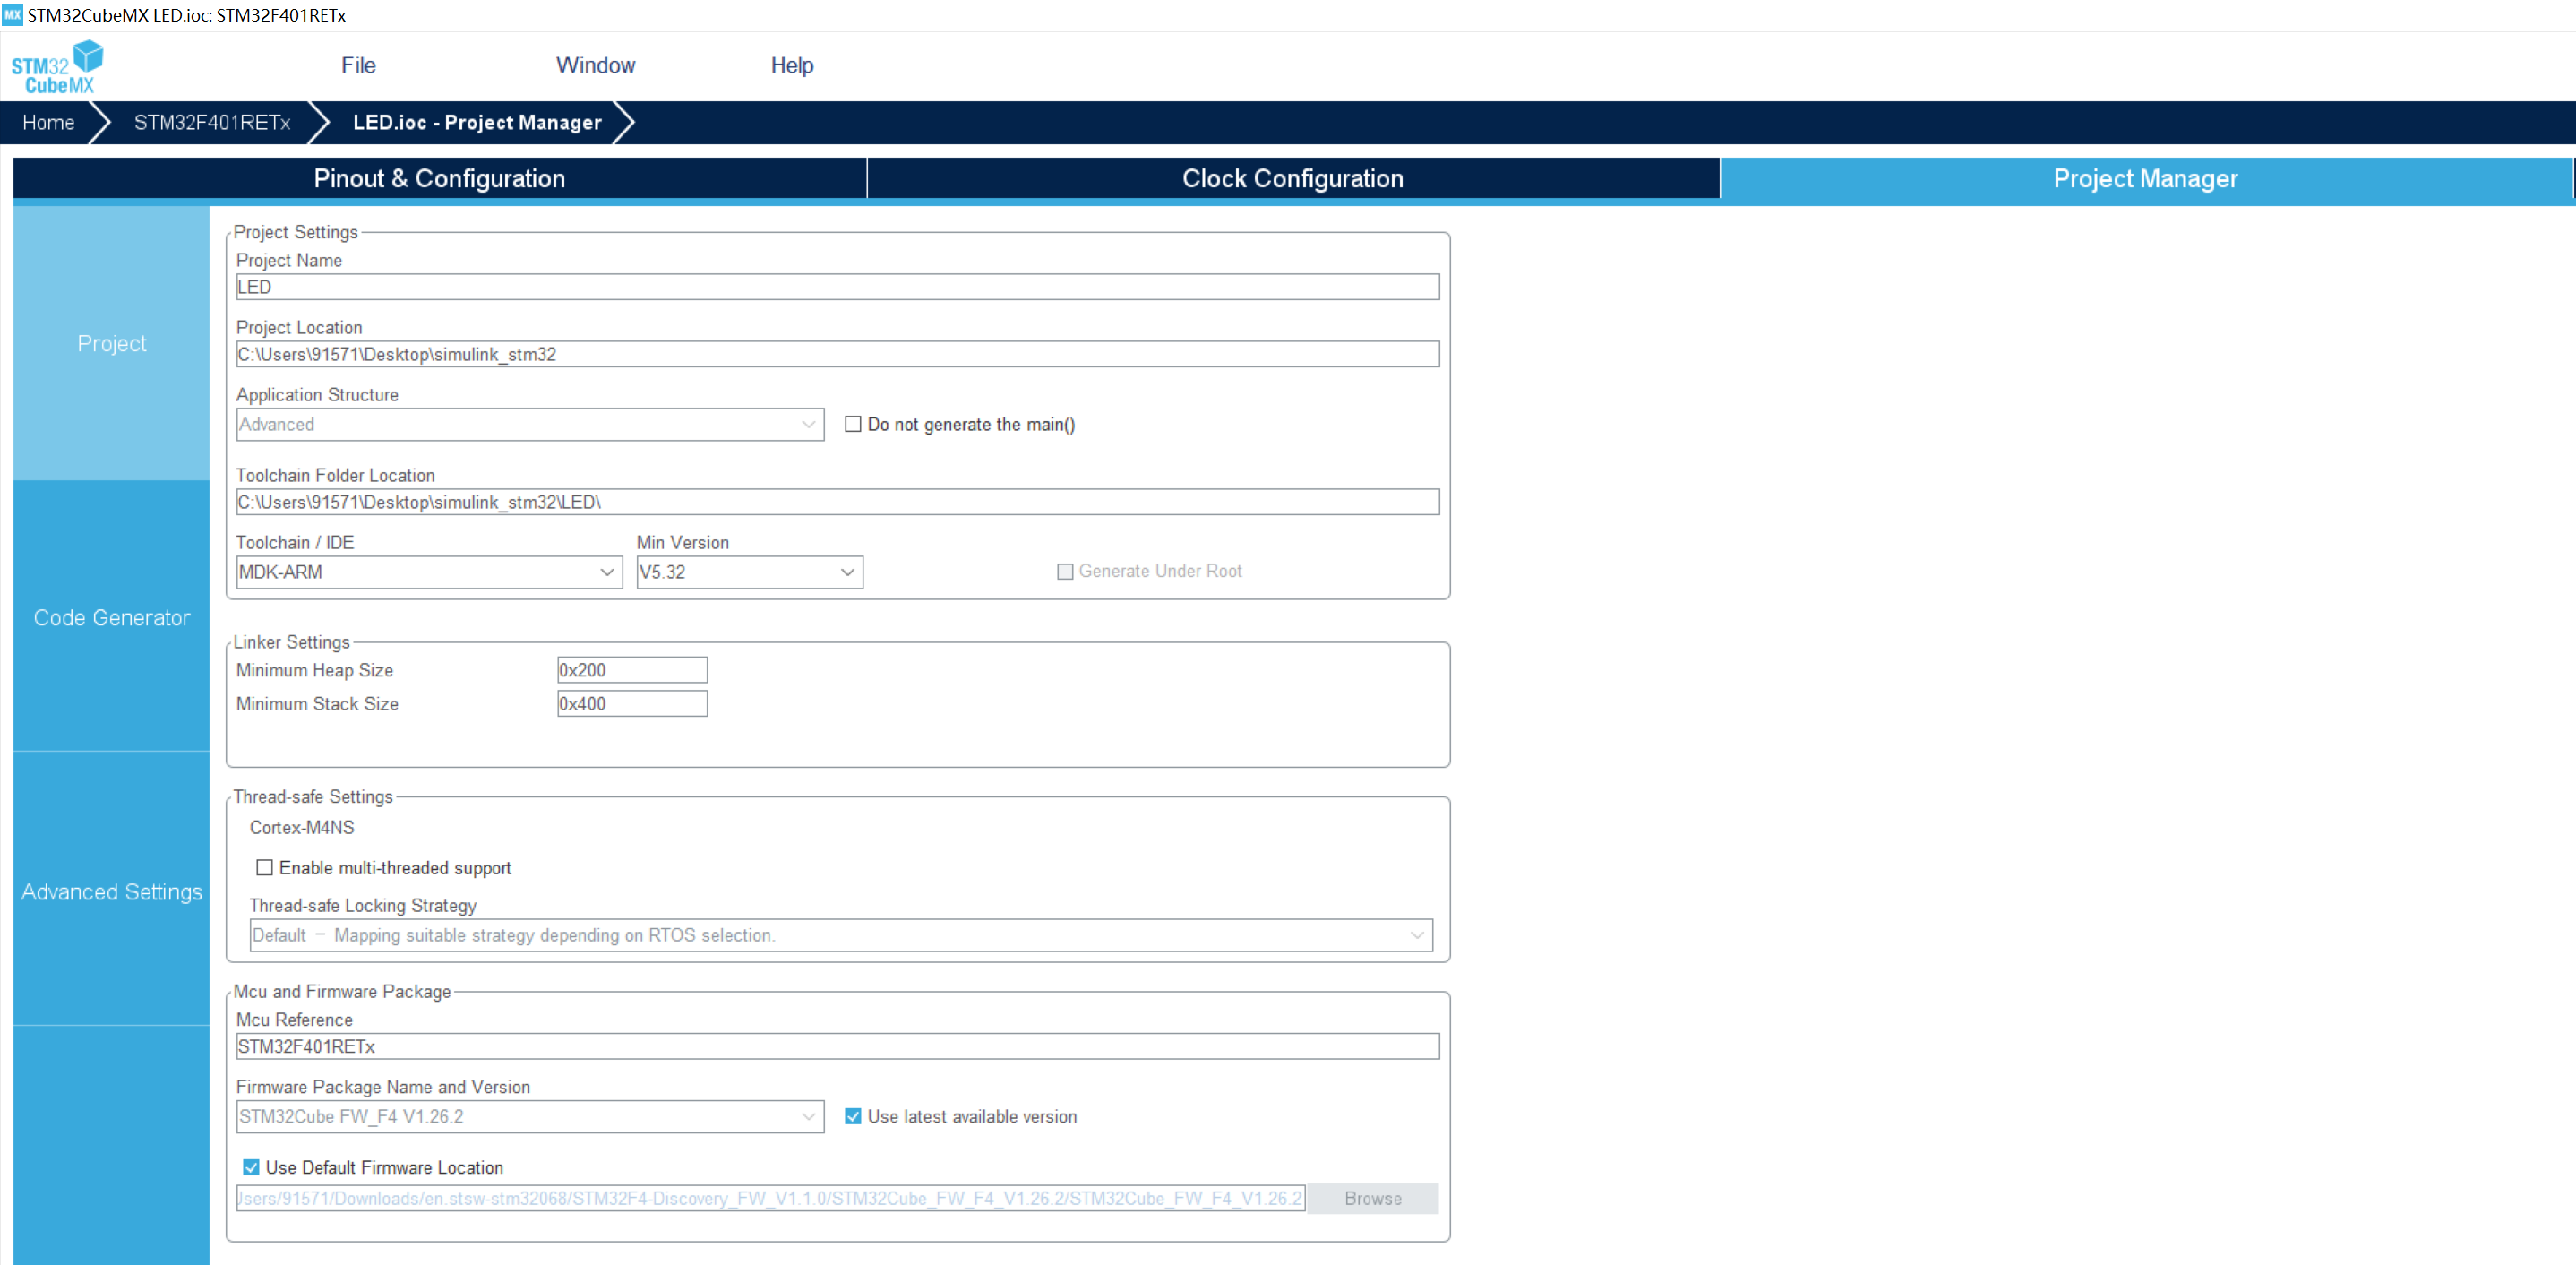 MX STM32CubeMX LED.ioc: STM32F401RETx
STM32
CubeMX
File Window Help
Home STM32F401RETx LED.ioc - Project Manager
Pinout & Configuration Clock Configuration Project Manager
Project
Code Generator
Advanced Settings
Project Settings
Project Name
LED
Project Location
C:\Users\91571\Desktop\simulink_stm32
Application Structure
Advanced Do not generate the main()
Toolchain Folder Location
C:\Users\91571\Desktop\simulink_stm32\LED\
Toolchain / IDE Min Version
MDK-ARM V5.32 Generate Under Root
Linker Settings
Minimum Heap Size 0x200
Minimum Stack Size 0x400
Thread-safe Settings
Cortex-M4NS
Enable multi-threaded support
Thread-safe Locking Strategy
Default – Mapping suitable strategy depending on RTOS selection.
Mcu and Firmware Package
Mcu Reference
STM32F401RETx
Firmware Package Name and Version
STM32Cube FW_F4 V1.26.2 Use latest available version
Use Default Firmware Location
Users/91571/Downloads/en.stsw-stm32068/STM32F4-Discovery_FW_V1.1.0/STM32Cube_FW_F4_V1.26.2/STM32Cube_FW_F4_V1.26.2 Browse